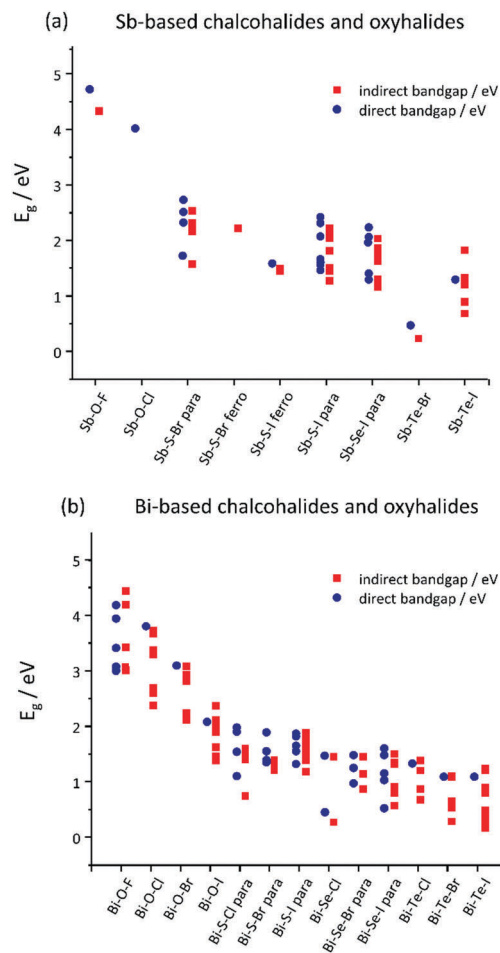 (a) Sb-based chalcohalides and oxyhalides
indirect bandgap / eV
direct bandgap / eV
E_g / eV
5
4
3
2
1
0
Sb-O-F
Sb-O-Cl
Sb-S-Br para
Sb-S-Br ferro
Sb-S-I ferro
Sb-S-I para
Sb-Se-I para
Sb-Te-Br
Sb-Te-I
(b) Bi-based chalcohalides and oxyhalides
indirect bandgap / eV
direct bandgap / eV
E_g / eV
5
4
3
2
1
0
Bi-O-F
Bi-O-Cl
Bi-O-Br
Bi-O-I
Bi-S-Cl para
Bi-S-Br para
Bi-S-I para
Bi-Se-Cl
Bi-Se-Br para
Bi-Se-I para
Bi-Te-Cl
Bi-Te-Br
Bi-Te-I